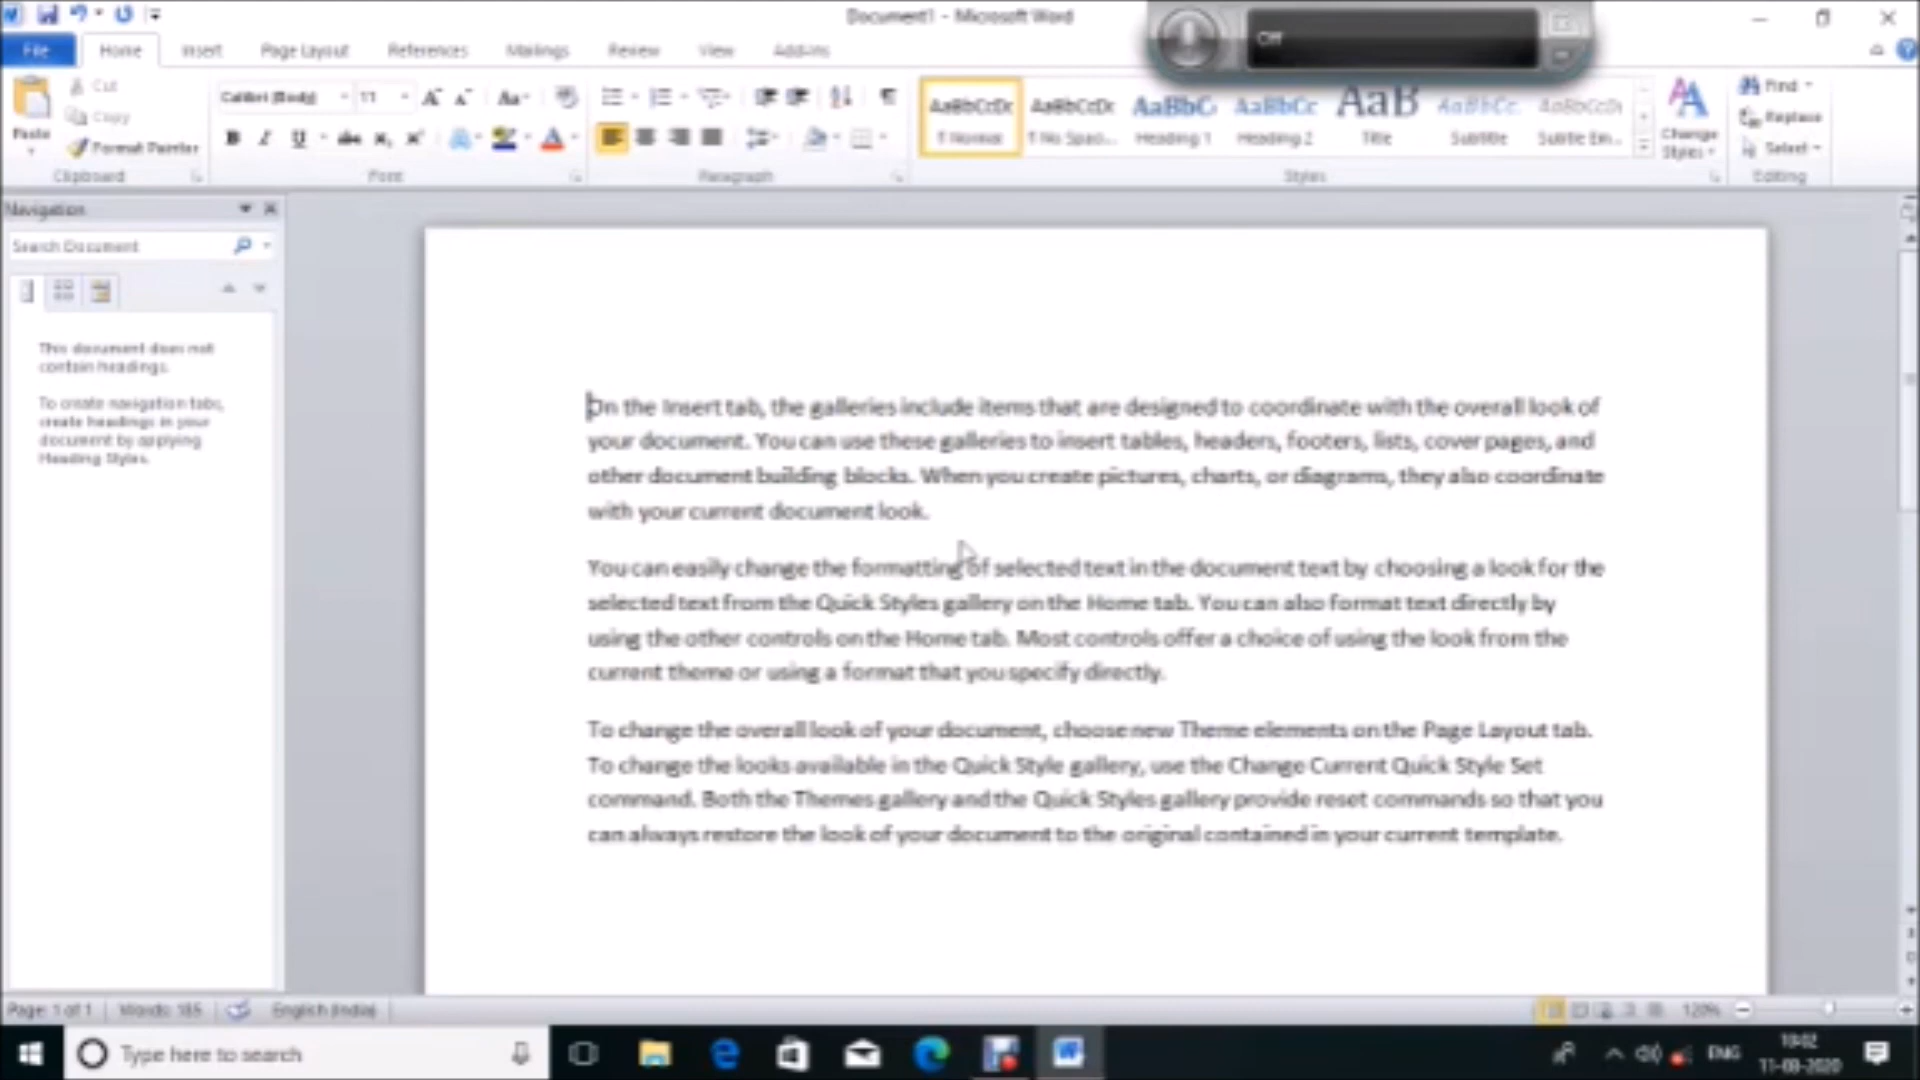 Document1 - Microsoft Word
Off
File Home Insert Page Layout References Mailings Review View Add-Ins
Cut
Copy
Paste
Format Painter
Clipboard
Calibri (Body) 11
Font
Paragraph
AaBbCcDc AaBbCcDc AaBbC AaBbCc AaB AaBbCc. AaBbCcDi
¶ Normal ¶ No Spaci... Heading 1 Heading 2 Title Subtitle Subtle Em...
Styles
Change
Styles
Find
Replace
Select
Editing
Navigation
Search Document
This document does not
contain headings.
To create navigation tabs,
create headings in your
document by applying
Heading Styles.
On the Insert tab, the galleries include items that are designed to coordinate with the overall look of
your document. You can use these galleries to insert tables, headers, footers, lists, cover pages, and
other document building blocks. When you create pictures, charts, or diagrams, they also coordinate
with your current document look.
You can easily change the formatting of selected text in the document text by choosing a look for the
selected text from the Quick Styles gallery on the Home tab. You can also format text directly by
using the other controls on the Home tab. Most controls offer a choice of using the look from the
current theme or using a format that you specify directly.
To change the overall look of your document, choose new Theme elements on the Page Layout tab.
To change the looks available in the Quick Style gallery, use the Change Current Quick Style Set
command. Both the Themes gallery and the Quick Styles gallery provide reset commands so that you
can always restore the look of your document to the original contained in your current template.
Page: 1 of 1 Words: 185 English (India) 120%
Type here to search
ENG
11-08-2020